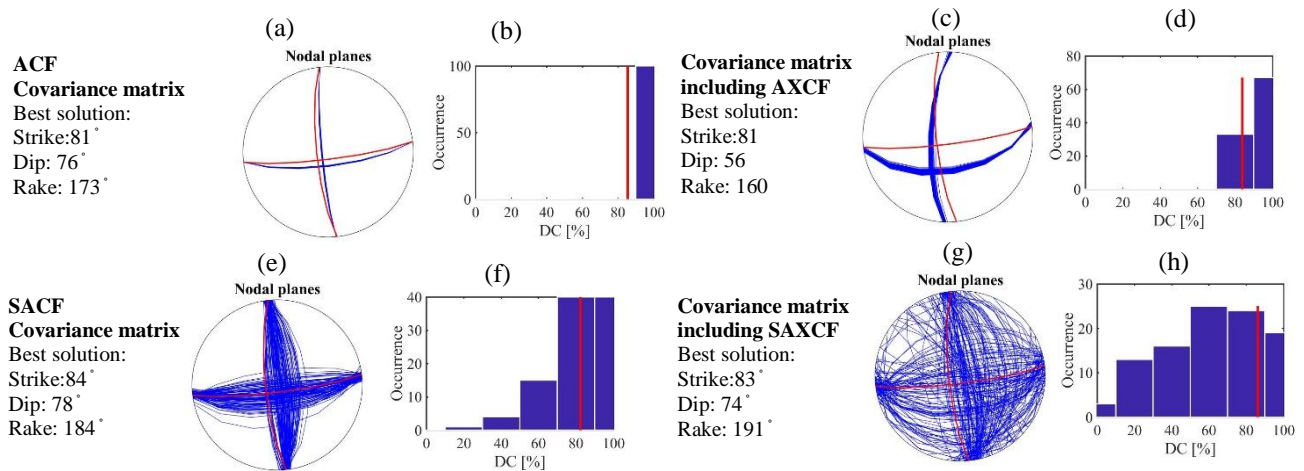 (a)
(b)
ACF
Covariance matrix
Best solution:
Strike:81˚
Dip: 76˚
Rake: 173˚
Nodal planes
Occurrence
100
50
0
0 20 40 60 80 100
DC [%]
(c)
(d)
Covariance matrix
including AXCF
Best solution:
Strike:81
Dip: 56
Rake: 160
Nodal planes
Occurrence
80
60
40
20
0
0 20 40 60 80 100
DC [%]
(e)
(f)
SACF
Covariance matrix
Best solution:
Strike:84˚
Dip: 78˚
Rake: 184˚
Nodal planes
Occurrence
40
30
20
10
0
0 20 40 60 80 100
DC [%]
(g)
(h)
Covariance matrix
including SAXCF
Best solution:
Strike:83˚
Dip: 74˚
Rake: 191˚
Nodal planes
Occurrence
30
20
10
0
0 20 40 60 80 100
DC [%]